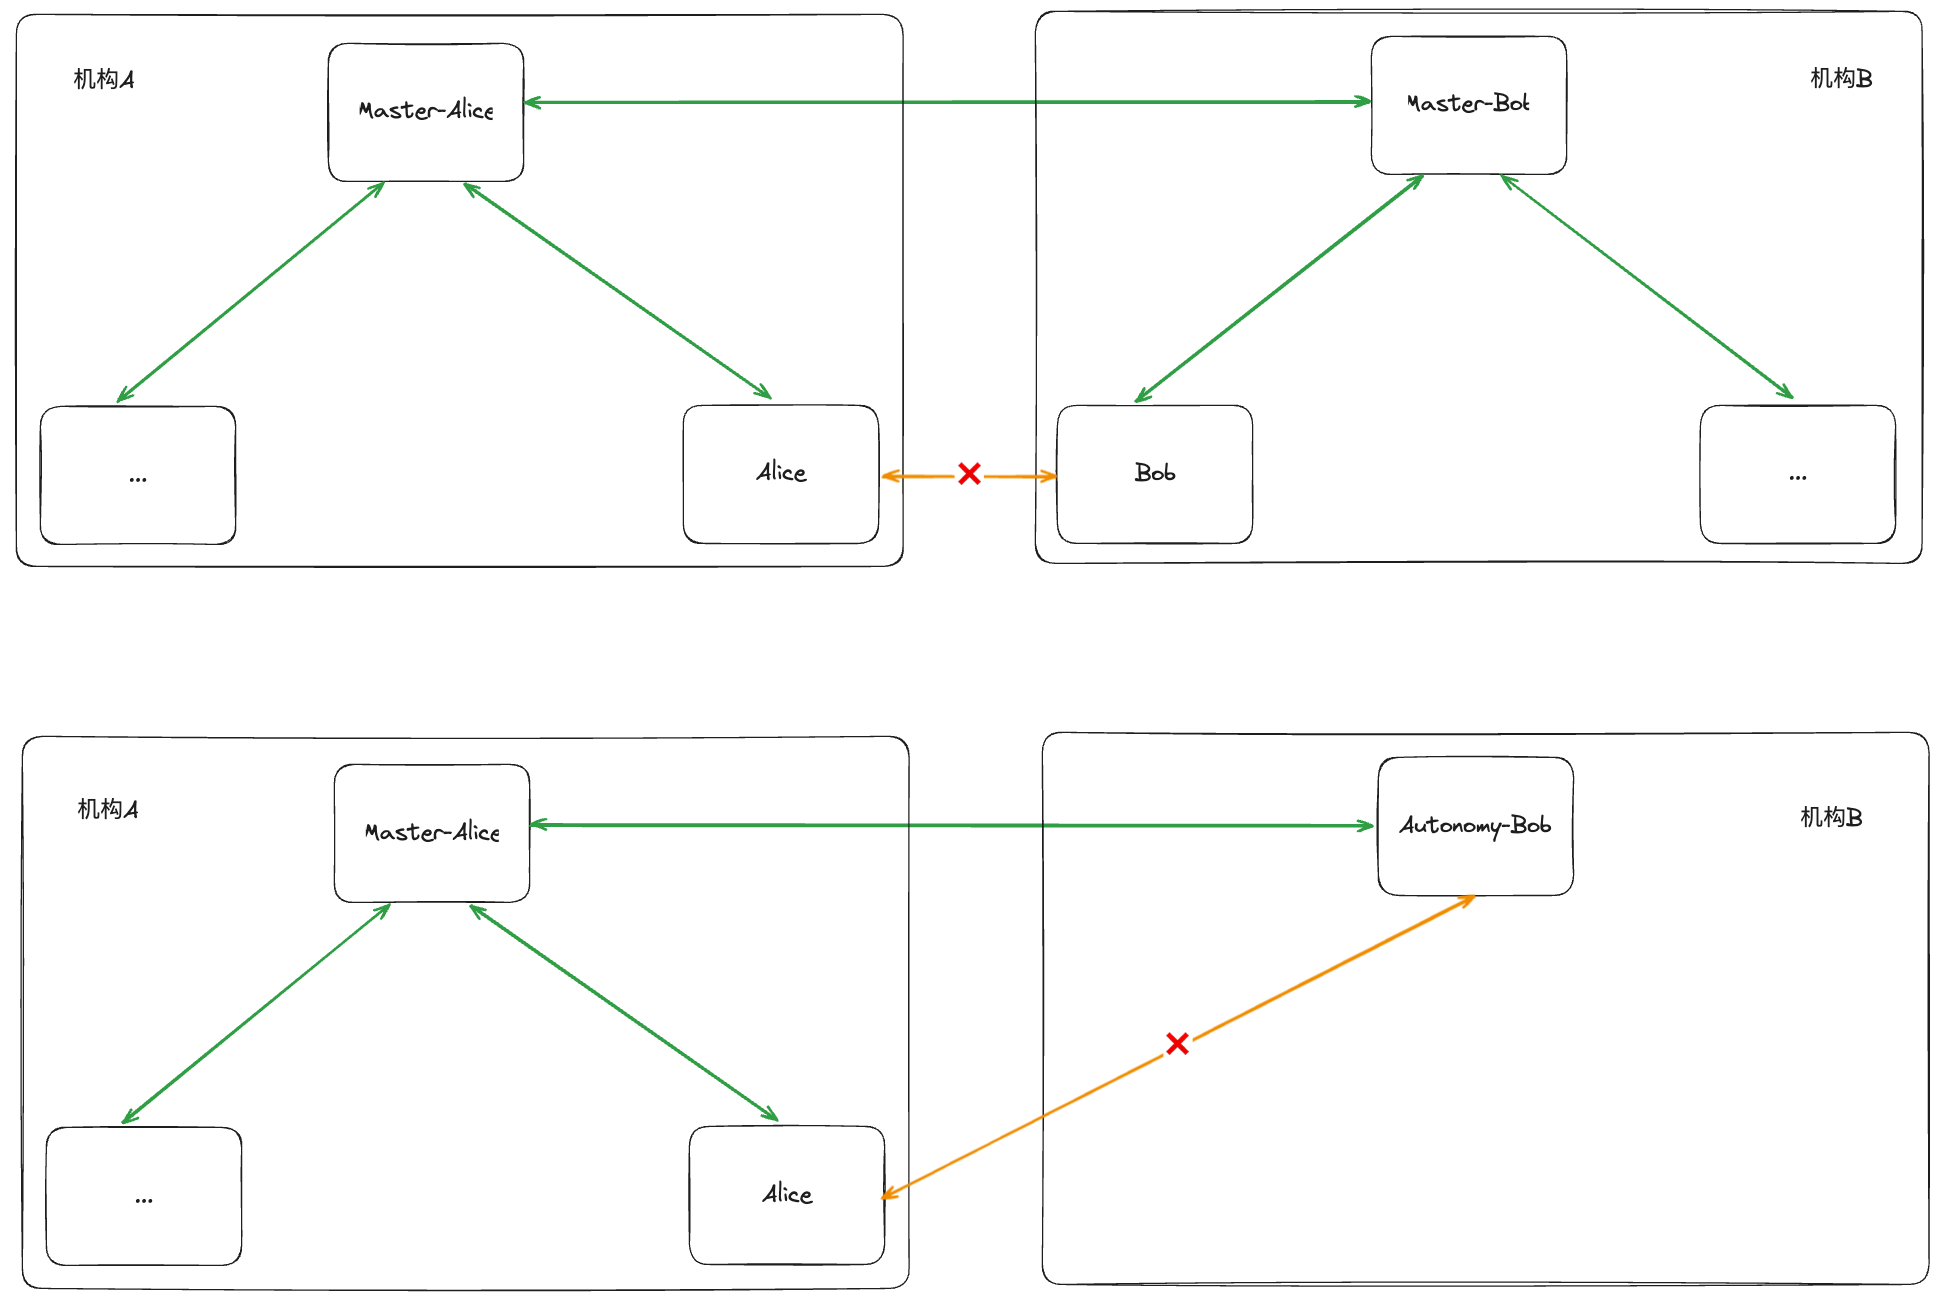 机构A
Master-Alice
Master-Bob
机构B
...
Alice
Bob
...
机构A
Master-Alice
Autonomy-Bob
机构B
...
Alice